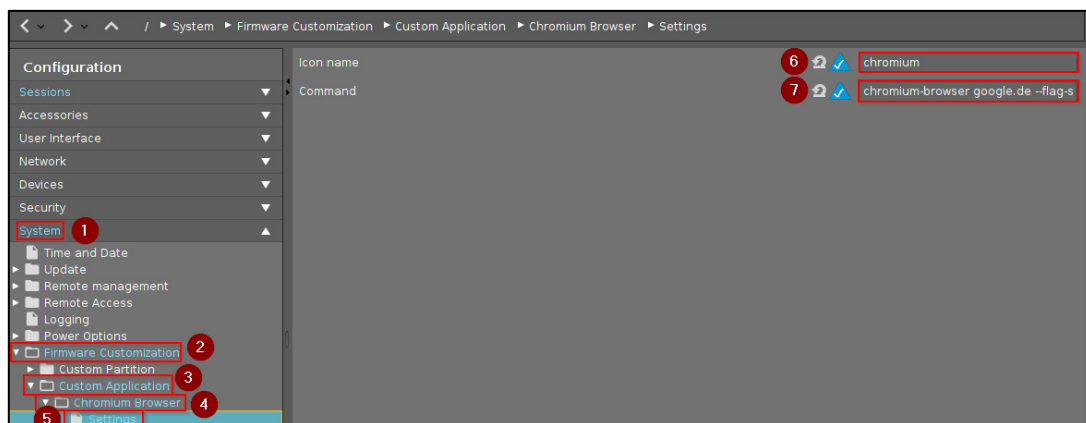 / System Firmware Customization Custom Application Chromium Browser Settings
Configuration
Sessions
Accessories
User Interface
Network
Devices
Security
System 1
Time and Date
Update
Remote management
Remote Access
Logging
Power Options
Firmware Customization 2
Custom Partition
Custom Application 3
Chromium Browser 4
5 Settings
Icon name 6 chromium
Command 7 chromium-browser google.de --flag-s